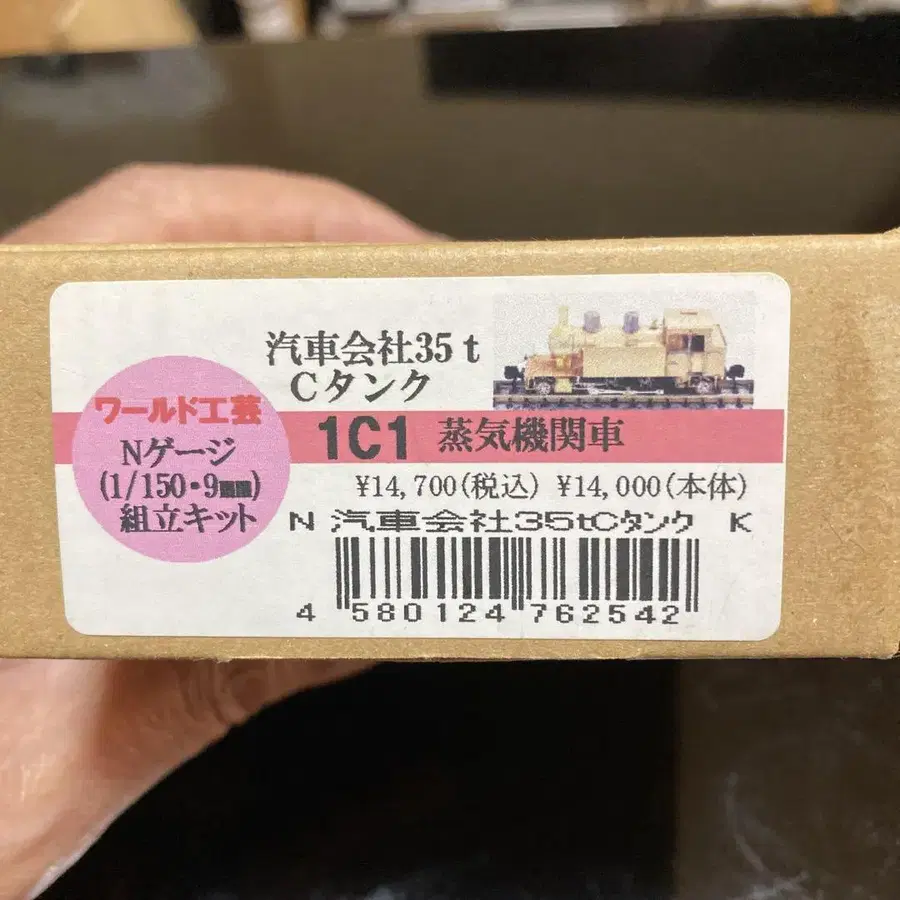 汽車会社35t
Cタンク
ワールド工芸
Nゲージ
(1/150・9㎜)
組立キット
1C1 蒸気機関車
¥14,700(税込) ¥14,000(本体)
N 汽車会社35tCタンク K
4 580124 762542